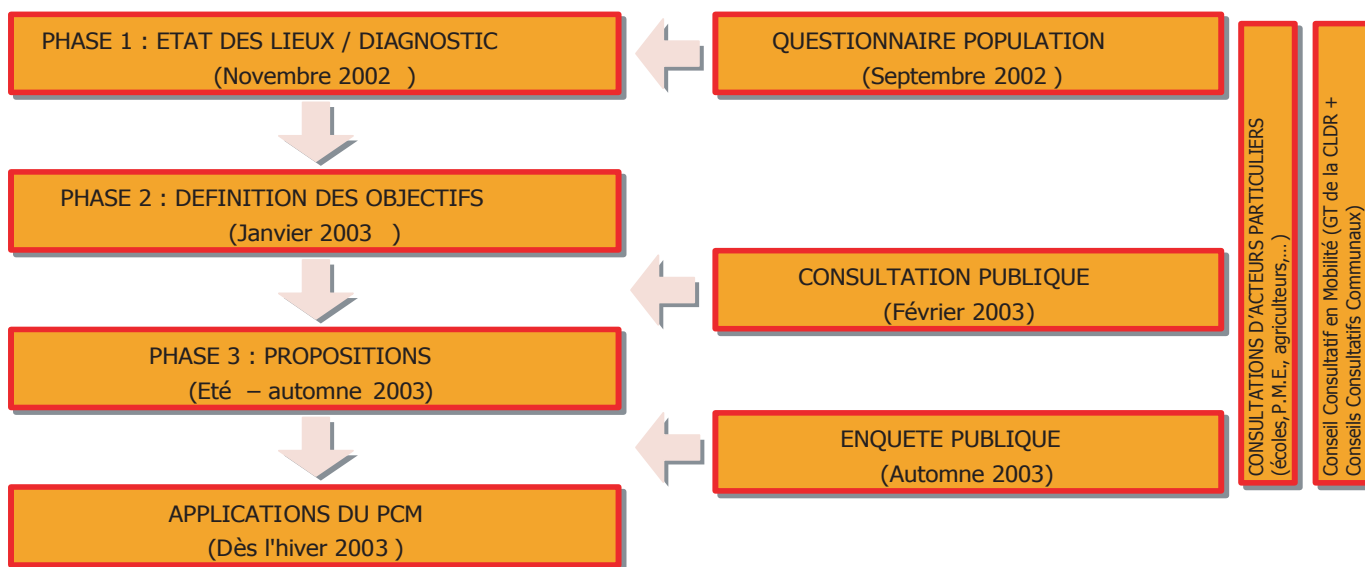 PHASE 1 : ETAT DES LIEUX / DIAGNOSTIC
(Novembre 2002 )
QUESTIONNAIRE POPULATION
(Septembre 2002 )
PHASE 2 : DEFINITION DES OBJECTIFS
(Janvier 2003 )
CONSULTATION PUBLIQUE
(Février 2003)
PHASE 3 : PROPOSITIONS
(Eté – automne 2003)
ENQUETE PUBLIQUE
(Automne 2003)
APPLICATIONS DU PCM
(Dès l'hiver 2003 )
CONSULTATIONS D'ACTEURS PARTICULIERS
(écoles, P.M.E., agriculteurs,…)
Conseil Consultatif en Mobilité (GT de la CLDR +
Conseils Consultatifs Communaux)